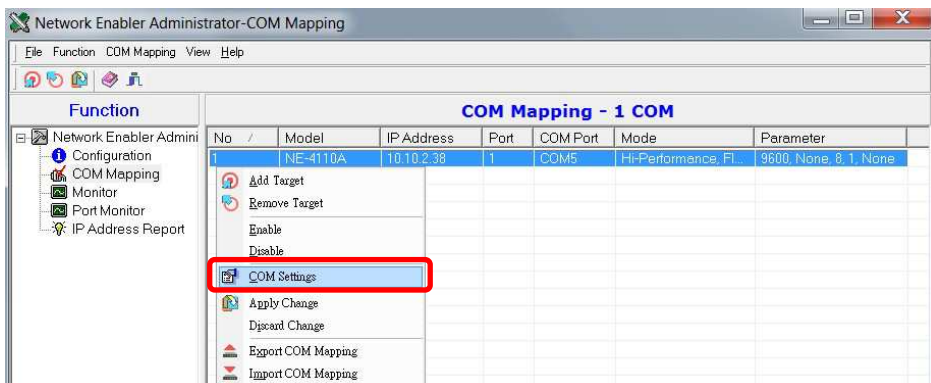 Network Enabler Administrator-COM Mapping
File Function COM Mapping View Help
Function
COM Mapping - 1 COM
Network Enabler Admini
Configuration
COM Mapping
Monitor
Port Monitor
IP Address Report
No / Model IP Address Port COM Port Mode Parameter
1 NE-4110A 10.10.2.38 1 COM5 Hi-Performance, Fl... 9600, None, 8, 1, None
Add Target
Remove Target
Enable
Disable
COM Settings
Apply Change
Discard Change
Export COM Mapping
Import COM Mapping